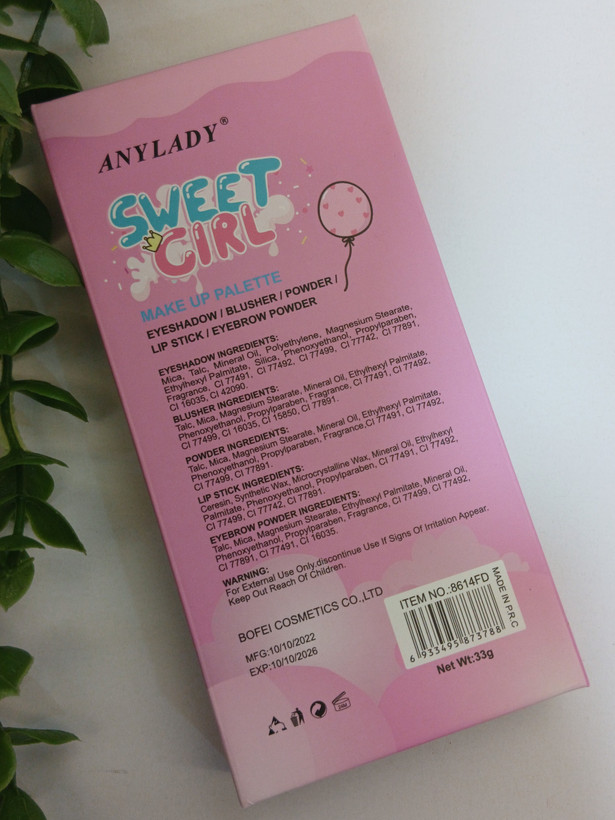 ANYLADY®
SWEET
GIRL
MAKE UP PALETTE
EYESHADOW / BLUSHER / POWDER /
LIP STICK / EYEBROW POWDER
EYESHADOW INGREDIENTS:
Mica, Talc, Mineral Oil, Polyethylene, Magnesium Stearate,
Ethylhexyl Palmitate, Silica, Phenoxyethanol, Propylparaben,
Fragrance, CI 77491, CI 77492, CI 77499, CI 77742, CI 77891,
CI 16035, CI 42090.
BLUSHER INGREDIENTS:
Talc, Mica, Magnesium Stearate, Mineral Oil, Ethylhexyl Palmitate,
Phenoxyethanol, Propylparaben, Fragrance, CI 77491, CI 77492,
CI 77499, CI 16035, CI 15850, CI 77891.
POWDER INGREDIENTS:
Talc, Mica, Magnesium Stearate, Mineral Oil, Ethylhexyl Palmitate,
Phenoxyethanol, Propylparaben, Fragrance,CI 77491, CI 77492,
CI 77499, CI 77891.
LIP STICK INGREDIENTS:
Ceresin, Synthetic Wax, Microcrystalline Wax, Mineral Oil, Ethylhexyl
Palmitate, Phenoxyethanol, Propylparaben, CI 77491, CI 77492,
CI 77499, CI 77742, CI 77891.
EYEBROW POWDER INGREDIENTS:
Talc, Mica, Magnesium Stearate, Ethylhexyl Palmitate, Mineral Oil,
Phenoxyethanol, Propylparaben, Fragrance, CI 77499, CI 77492,
CI 77891, CI 77491, CI 16035.
WARNING:
For External Use Only.discontinue Use If Signs Of Irritation Appear.
Keep Out Reach Of Children.
BOFEI COSMETICS CO.,LTD
MFG:10/10/2022
EXP:10/10/2026
ITEM NO.:8614FD
6 933495 873788
MADE IN P.R.C
Net Wt:33g